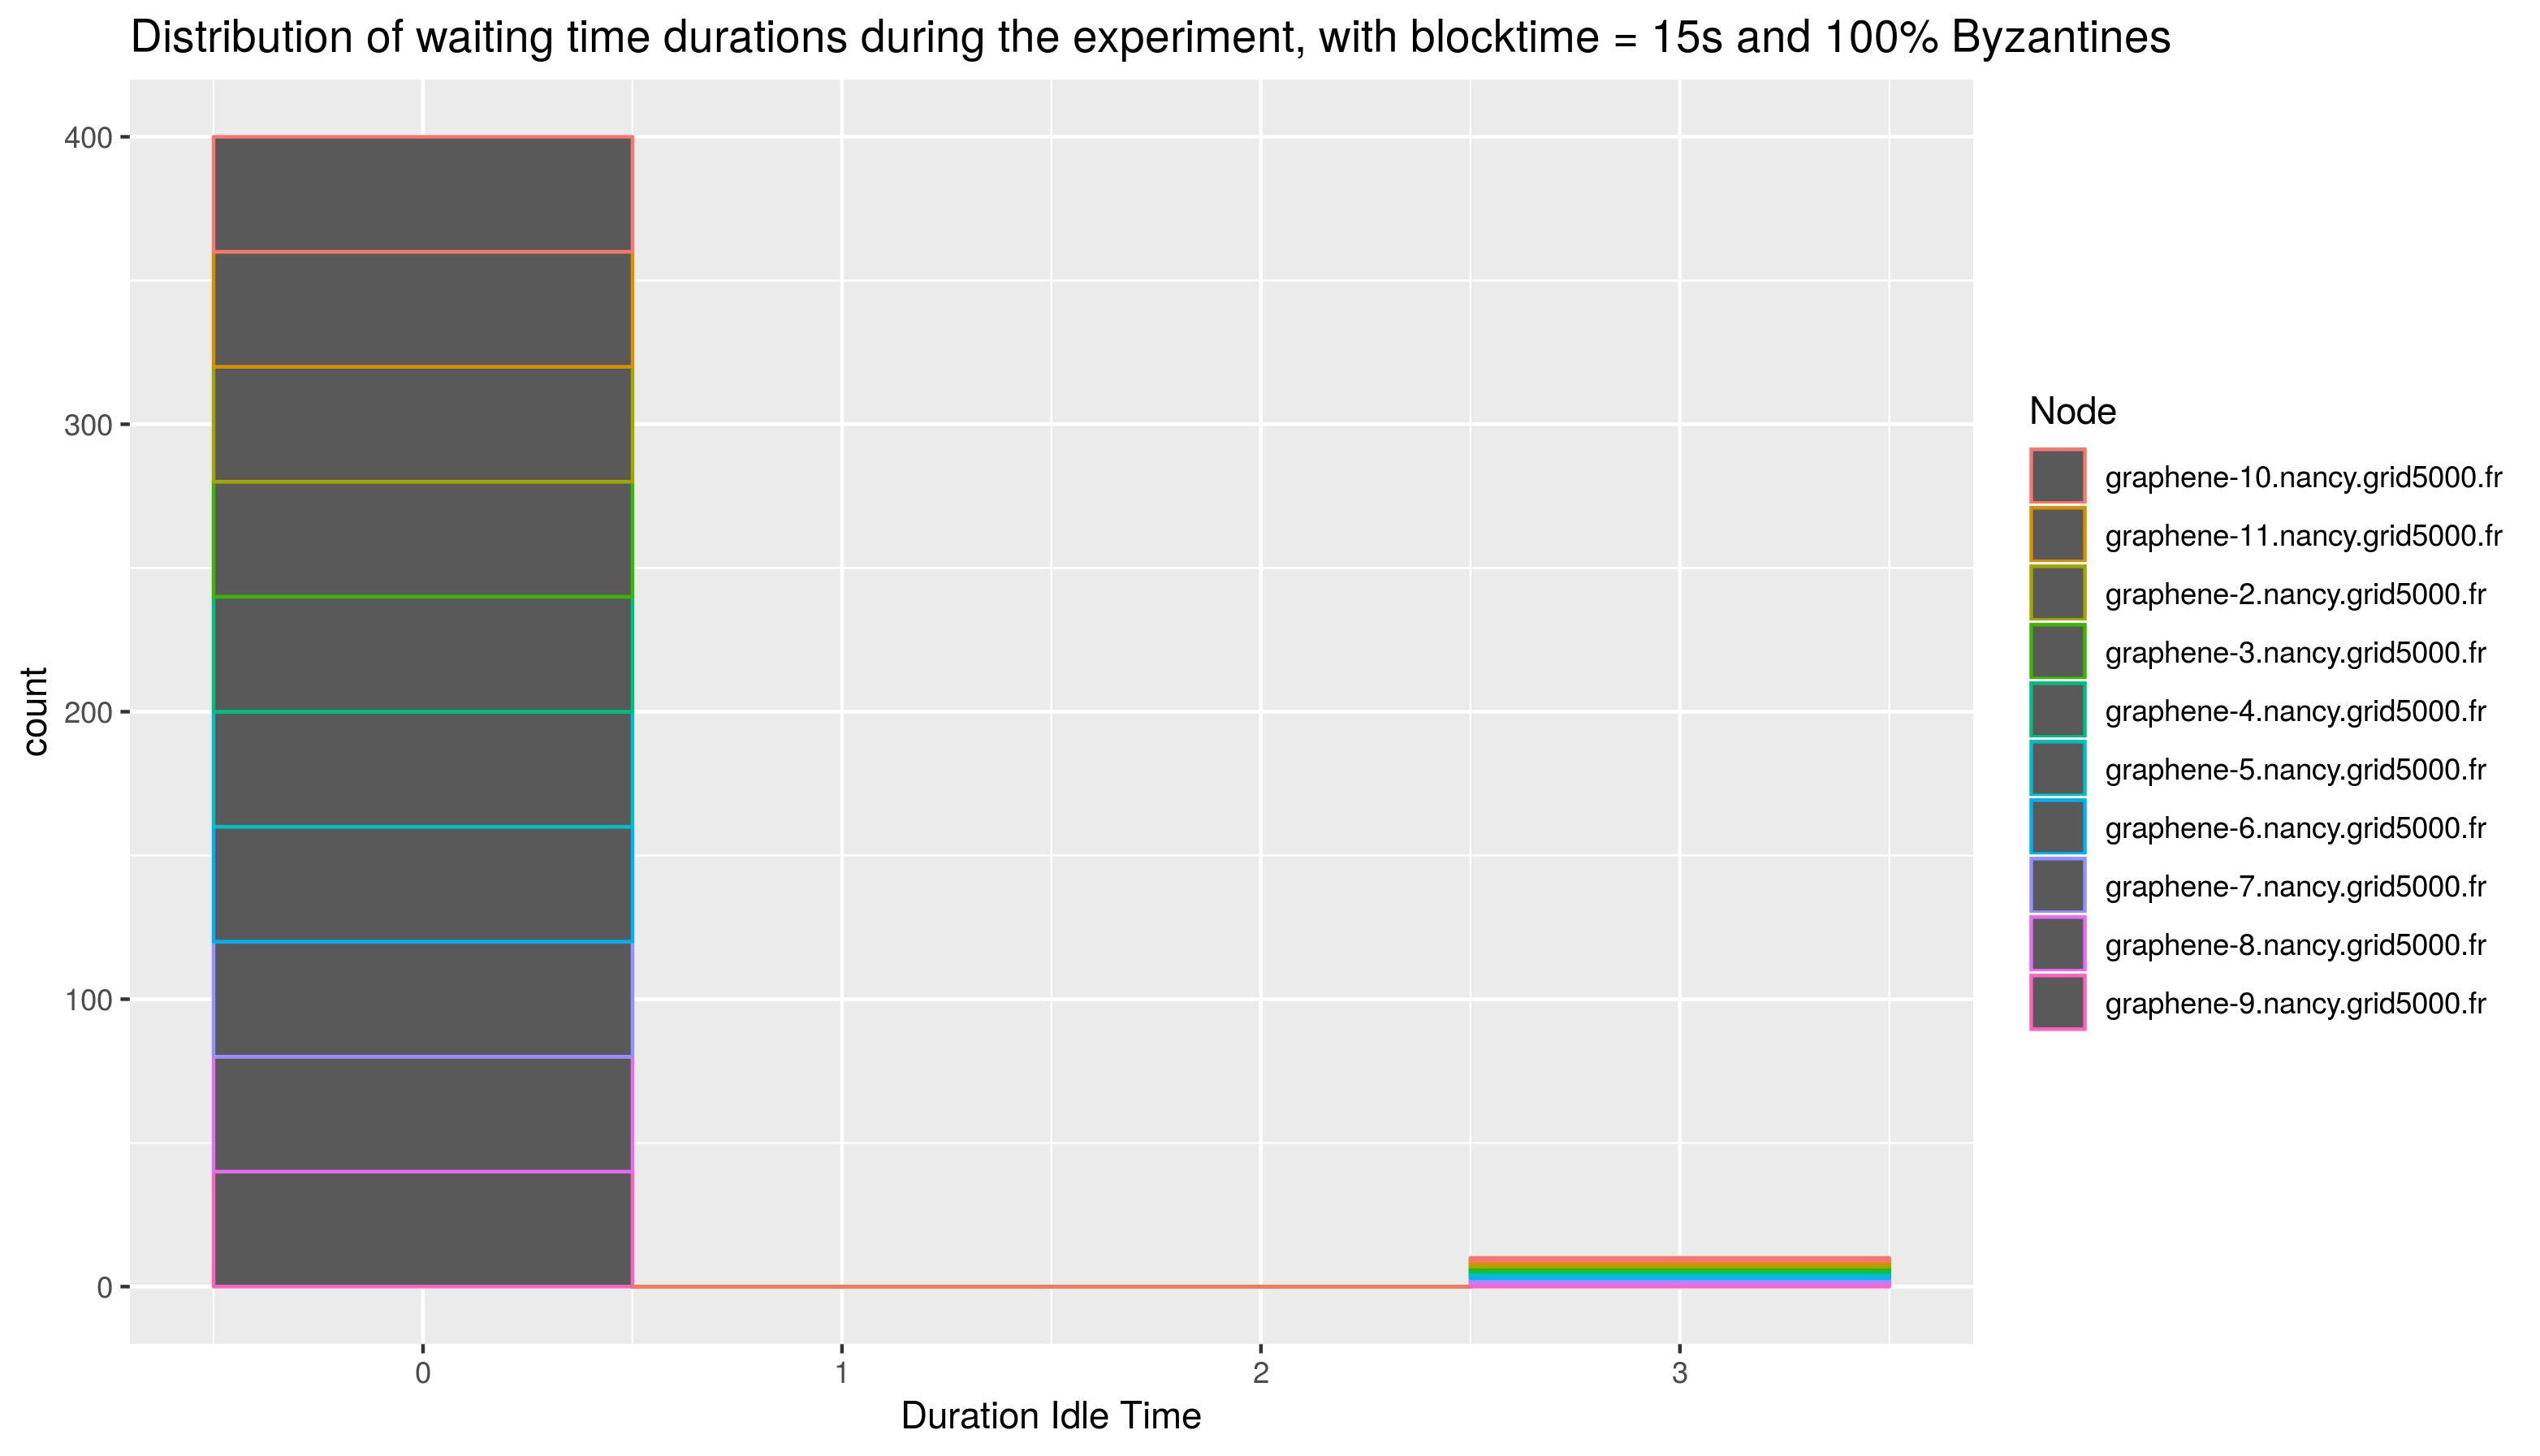 Distribution of waiting time durations during the experiment, with blocktime = 15s and 100% Byzantines
400
300
200
100
0
count
0
1
2
3
Duration Idle Time
Node
graphene-10.nancy.grid5000.fr
graphene-11.nancy.grid5000.fr
graphene-2.nancy.grid5000.fr
graphene-3.nancy.grid5000.fr
graphene-4.nancy.grid5000.fr
graphene-5.nancy.grid5000.fr
graphene-6.nancy.grid5000.fr
graphene-7.nancy.grid5000.fr
graphene-8.nancy.grid5000.fr
graphene-9.nancy.grid5000.fr